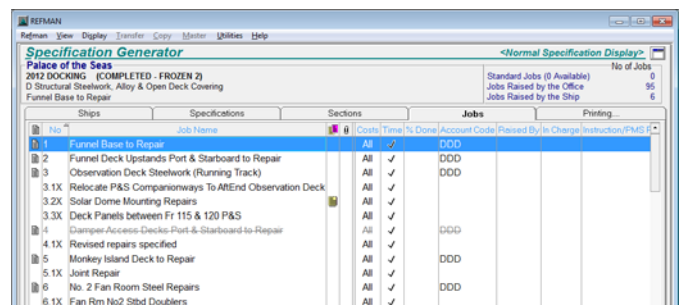 REFMAN
Refman View Display Transfer Copy Master Utilities Help
Specification Generator <Normal Specification Display>
Palace of the Seas No of Jobs
2012 DOCKING (COMPLETED - FROZEN 2) Standard Jobs (0 Available) 0
D Structural Steelwork, Alloy & Open Deck Covering Jobs Raised by the Office 95
Funnel Base to Repair Jobs Raised by the Ship 6
Ships Specifications Sections Jobs Printing...
No Job Name Costs Time % Done Account Code Raised By In Charge Instruction/PMS
1 Funnel Base to Repair All DDD
2 Funnel Deck Upstands Port & Starboard to Repair All DDD
3 Observation Deck Steelwork (Running Track) All DDD
3.1X Relocate P&S Companionways To AftEnd Observation Deck All
3.2X Solar Dome Mounting Repairs All
3.3X Deck Panels between Fr 115 & 120 P&S All
4 Damper Access Decks Port & Starboard to Repair All DDD
4.1X Revised repairs specified All
5 Monkey Island Deck to Repair All DDD
5.1X Joint Repair All
6 No. 2 Fan Room Steel Repairs All DDD
6.1X Fan Rm No2 Stbd Doublers All